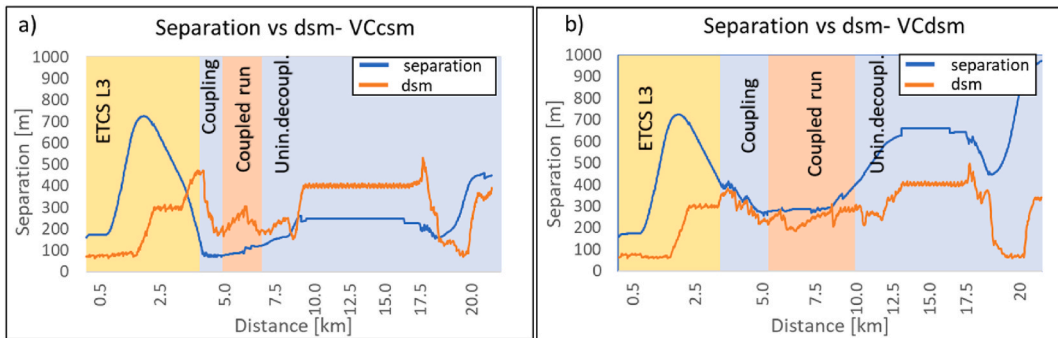 a)
Separation vs dsm- VCcsm
Separation [m]
1000
900
800
700
600
500
400
300
200
100
0
ETCS L3
Coupling
Coupled run
Unin.decoupl.
separation
dsm
0.5
2.5
5.0
7.5
10.0
12.5
15.0
17.5
20.0
Distance [km]
b)
Separation vs dsm- VCdsm
Separation [m]
1000
900
800
700
600
500
400
300
200
100
0
ETCS L3
Coupling
Coupled run
Unin.decoupl.
separation
dsm
0.5
2.5
5.0
7.5
10.0
12.5
15.0
17.5
20
Distance [km]